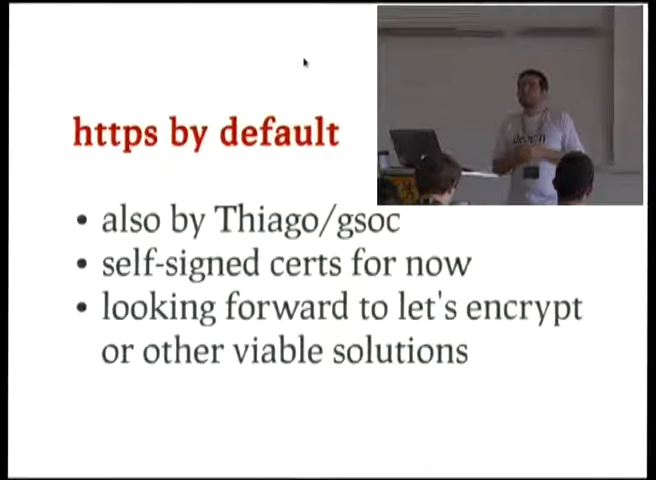 https by default
• also by Thiago/gsoc
• self-signed certs for now
• looking forward to let's encrypt
or other viable solutions
debian